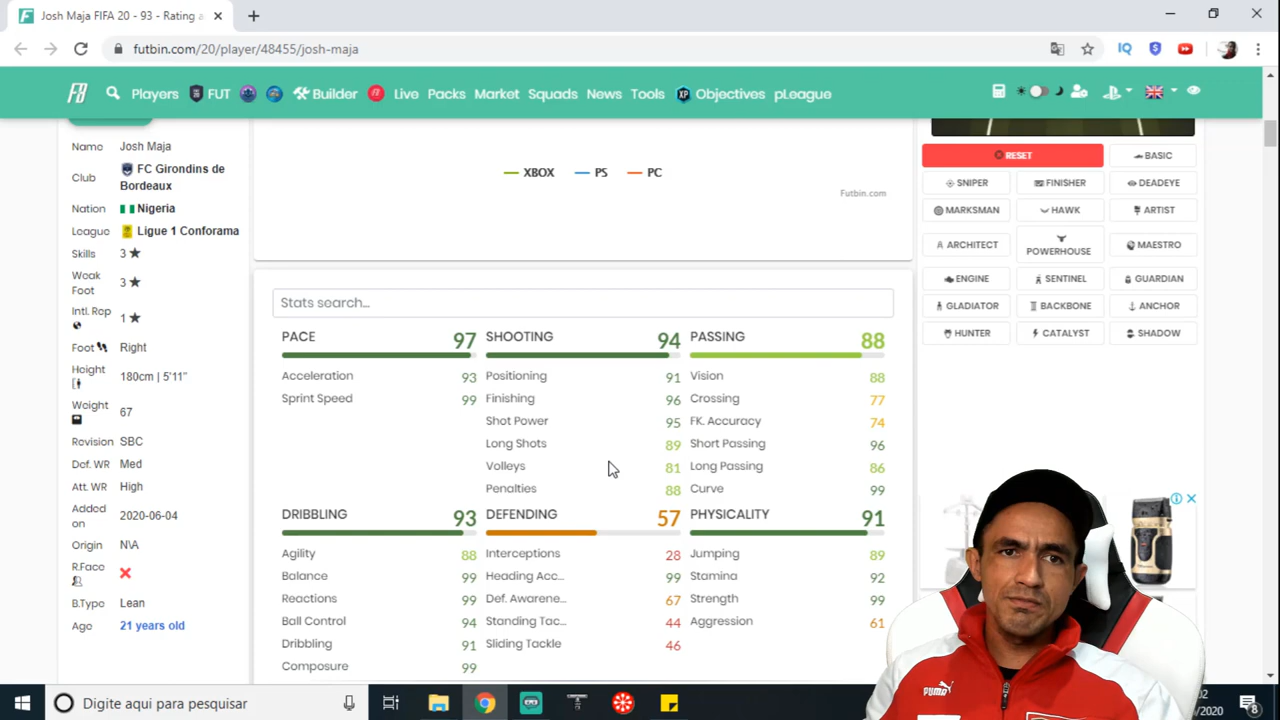 Josh Maja FIFA 20 - 93 - Rating a
futbin.com/20/player/48455/josh-maja
Players FUT Builder Live Packs Market Squads News Tools XP Objectives pLeague
Name Josh Maja
Club FC Girondins de Bordeaux
Nation Nigeria
League Ligue 1 Conforama
Skills 3 ★
Weak Foot 3 ★
Intl. Rep 1 ★
Foot Right
Height 180cm | 5'11"
Weight 67
Revision SBC
Def. WR Med
Att. WR High
Added on 2020-06-04
Origin N\A
R.Face
B.Type Lean
Age 21 years old
XBOX PS PC
Futbin.com
Stats search...
PACE 97
Acceleration 93
Sprint Speed 99
SHOOTING 94
Positioning 91
Finishing 96
Shot Power 95
Long Shots 89
Volleys 81
Penalties 88
PASSING 88
Vision 88
Crossing 77
FK. Accuracy 74
Short Passing 96
Long Passing 86
Curve 99
DRIBBLING 93
Agility 88
Balance 99
Reactions 99
Ball Control 94
Dribbling 91
Composure 99
DEFENDING 57
Interceptions 28
Heading Acc... 99
Def. Awarene... 67
Standing Tac... 44
Sliding Tackle 46
PHYSICALITY 91
Jumping 89
Stamina 92
Strength 99
Aggression 61
RESET BASIC
SNIPER FINISHER DEADEYE
MARKSMAN HAWK ARTIST
ARCHITECT POWERHOUSE MAESTRO
ENGINE SENTINEL GUARDIAN
GLADIATOR BACKBONE ANCHOR
HUNTER CATALYST SHADOW
PUMA
Digite aqui para pesquisar
02
/2020
8